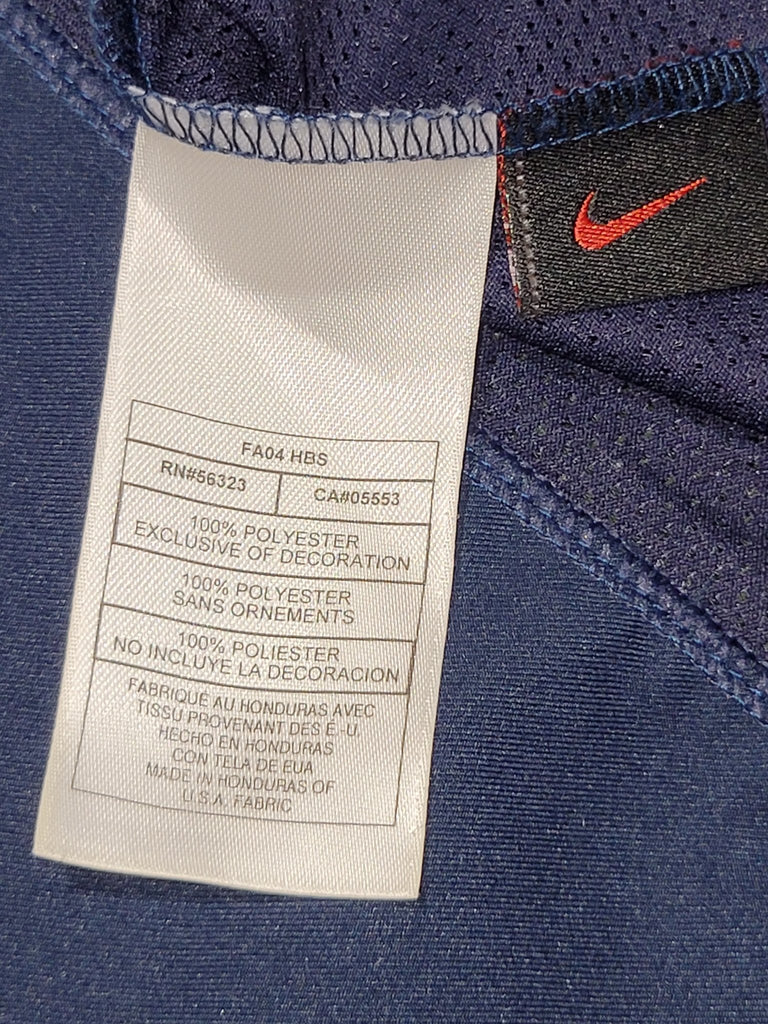 FA04 HBS
RN#56323 CA#05553
100% POLYESTER
EXCLUSIVE OF DECORATION
100% POLYESTER
SANS ORNEMENTS
100% POLIESTER
NO INCLUYE LA DECORACION
FABRIQUE AU HONDURAS AVEC
TISSU PROVENANT DES E.-U.
HECHO EN HONDURAS
CON TELA DE EUA
MADE IN HONDURAS OF
U.S.A. FABRIC